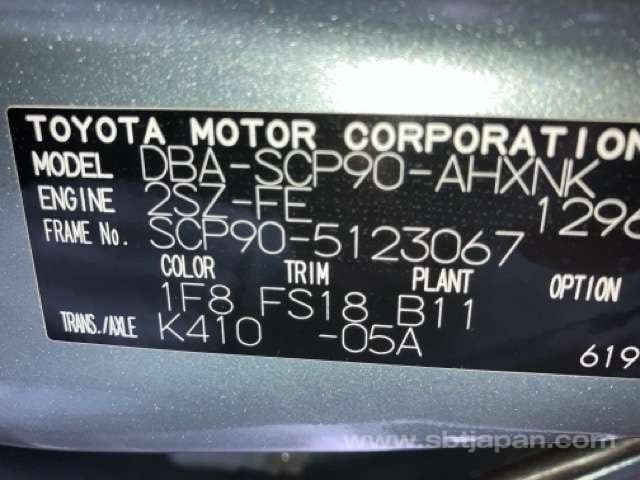 TOYOTA MOTOR CORPORATION
MODEL DBA-SCP90-AHXNK
ENGINE 2SZ-FE 1296
FRAME No. SCP90-5123067
COLOR TRIM PLANT OPTION
1F8 FS18 B11
TRANS./AXLE K410 -05A
619
www.sbtjapan.com